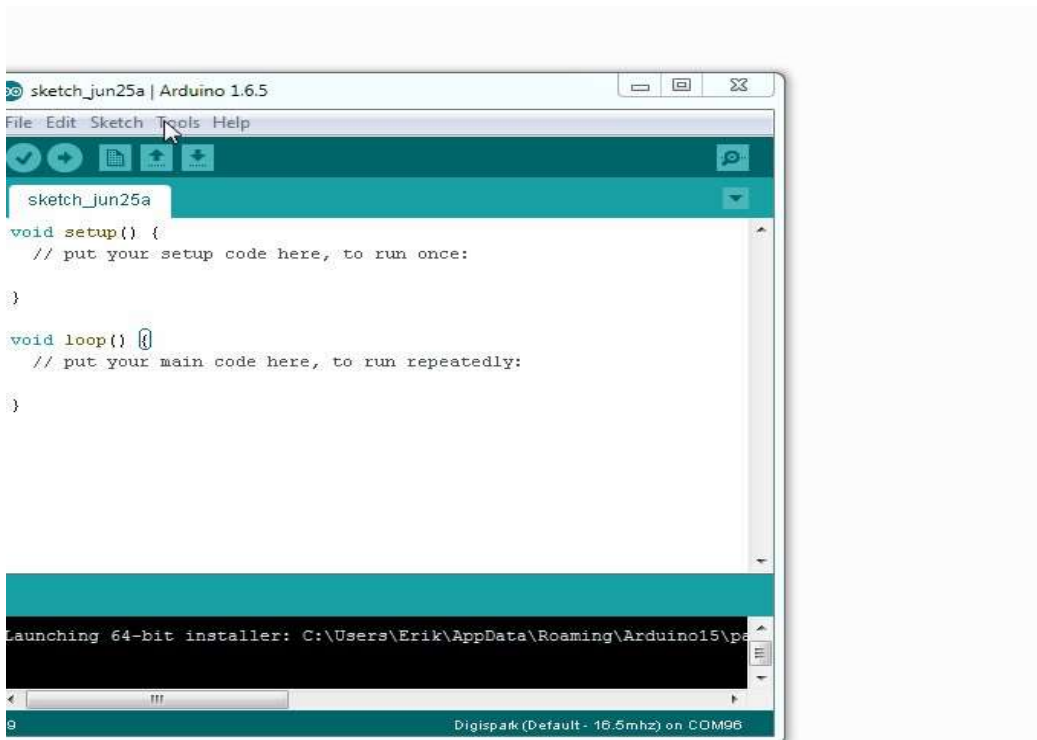 sketch_jun25a | Arduino 1.6.5
File Edit Sketch Tools Help
sketch_jun25a
void setup() {
// put your setup code here, to run once:
}
void loop() {
// put your main code here, to run repeatedly:
}
Launching 64-bit installer: C:\Users\Erik\AppData\Roaming\Arduino15\pa
9
Digispark (Default - 16.5mhz) on COM96